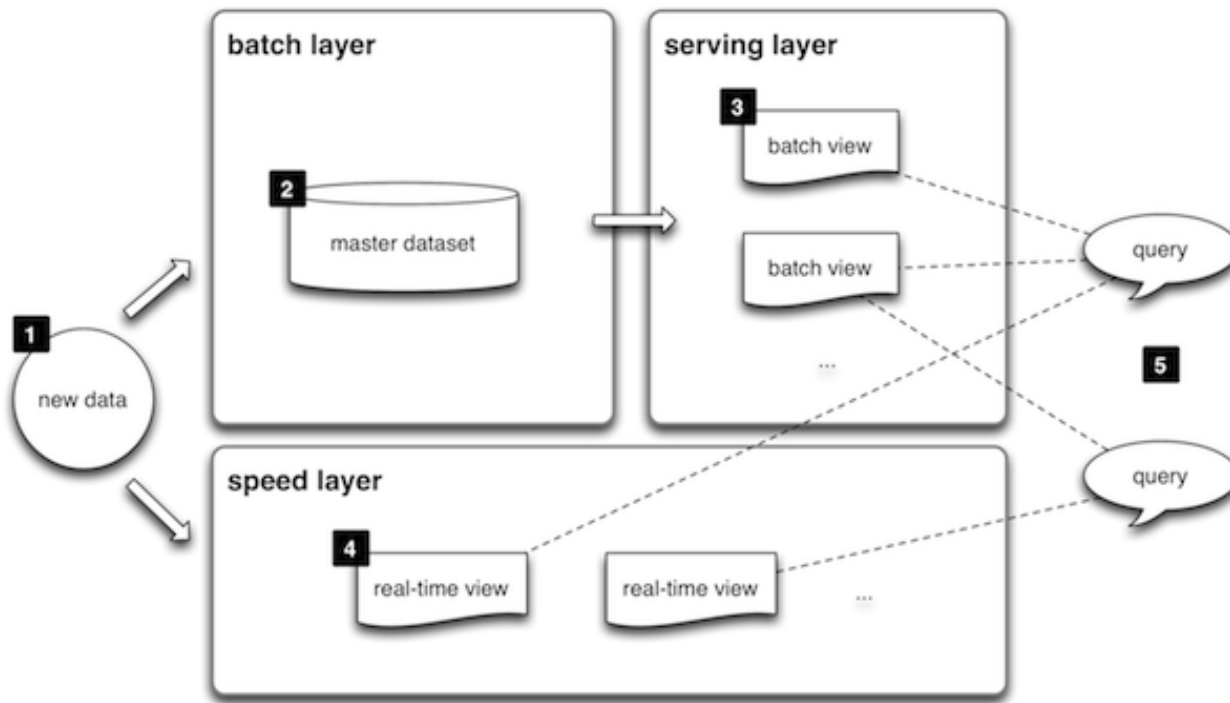 batch layer
serving layer
3
batch view
2
master dataset
batch view
query
1
new data
...
5
speed layer
query
4
real-time view
real-time view
...